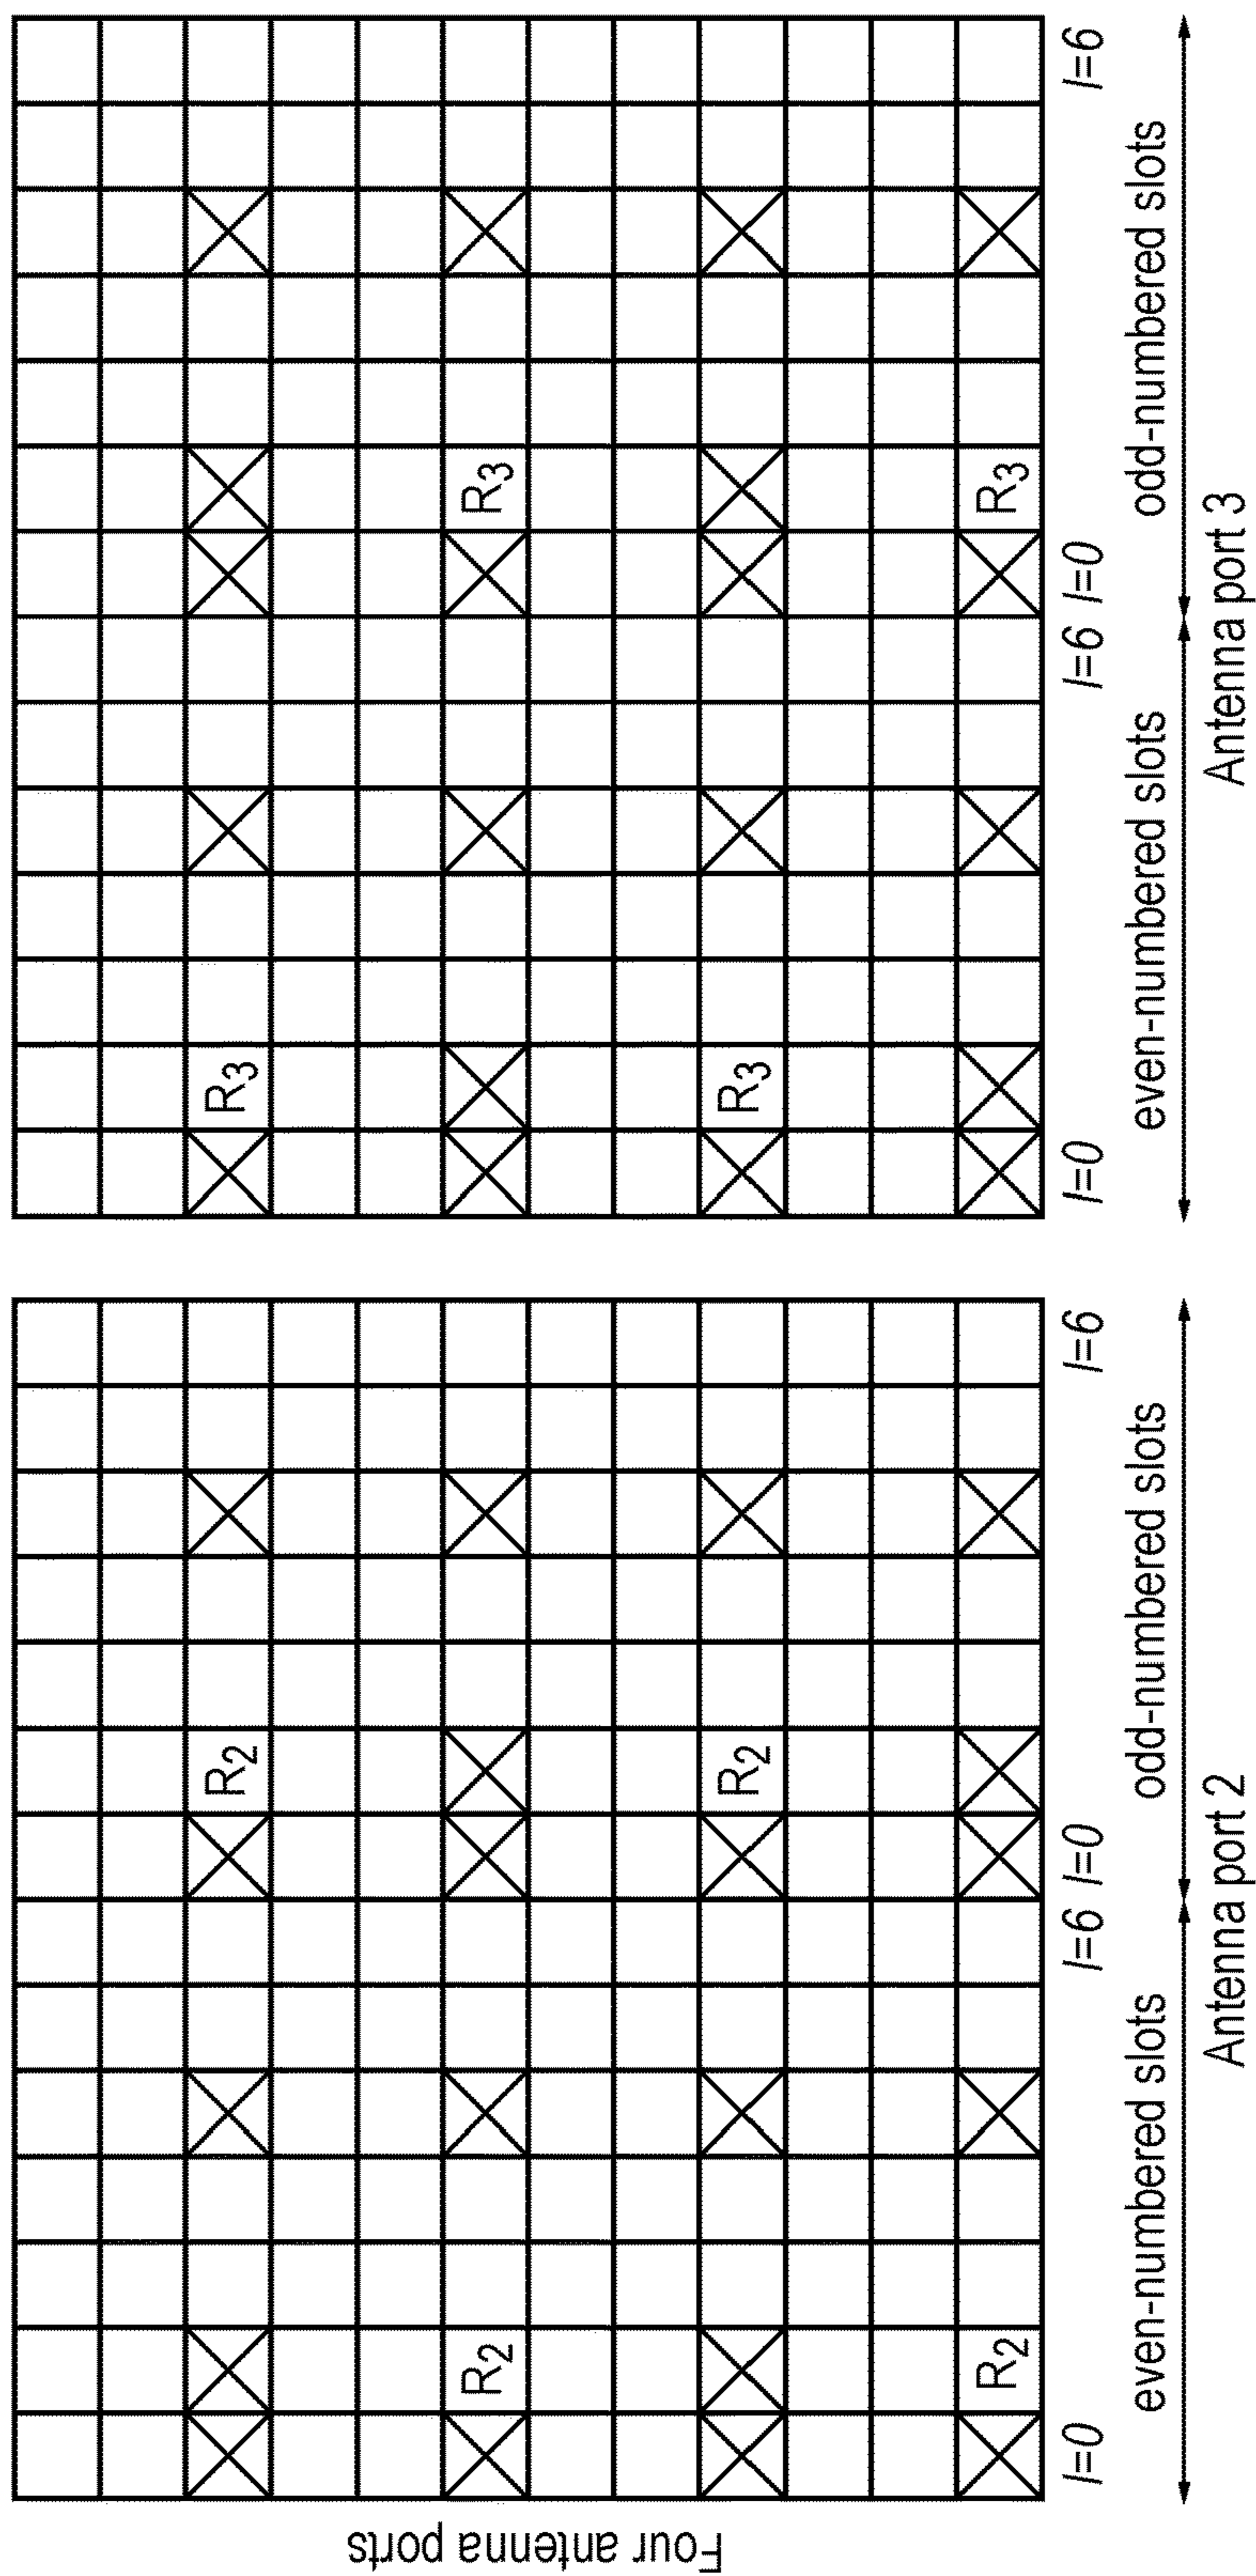 Four antenna ports
R2
R2
R2
R2
l=0
l=6
l=0
l=6
even-numbered slots
odd-numbered slots
Antenna port 2
R3
R3
R3
R3
l=0
l=6
l=0
l=6
even-numbered slots
odd-numbered slots
Antenna port 3